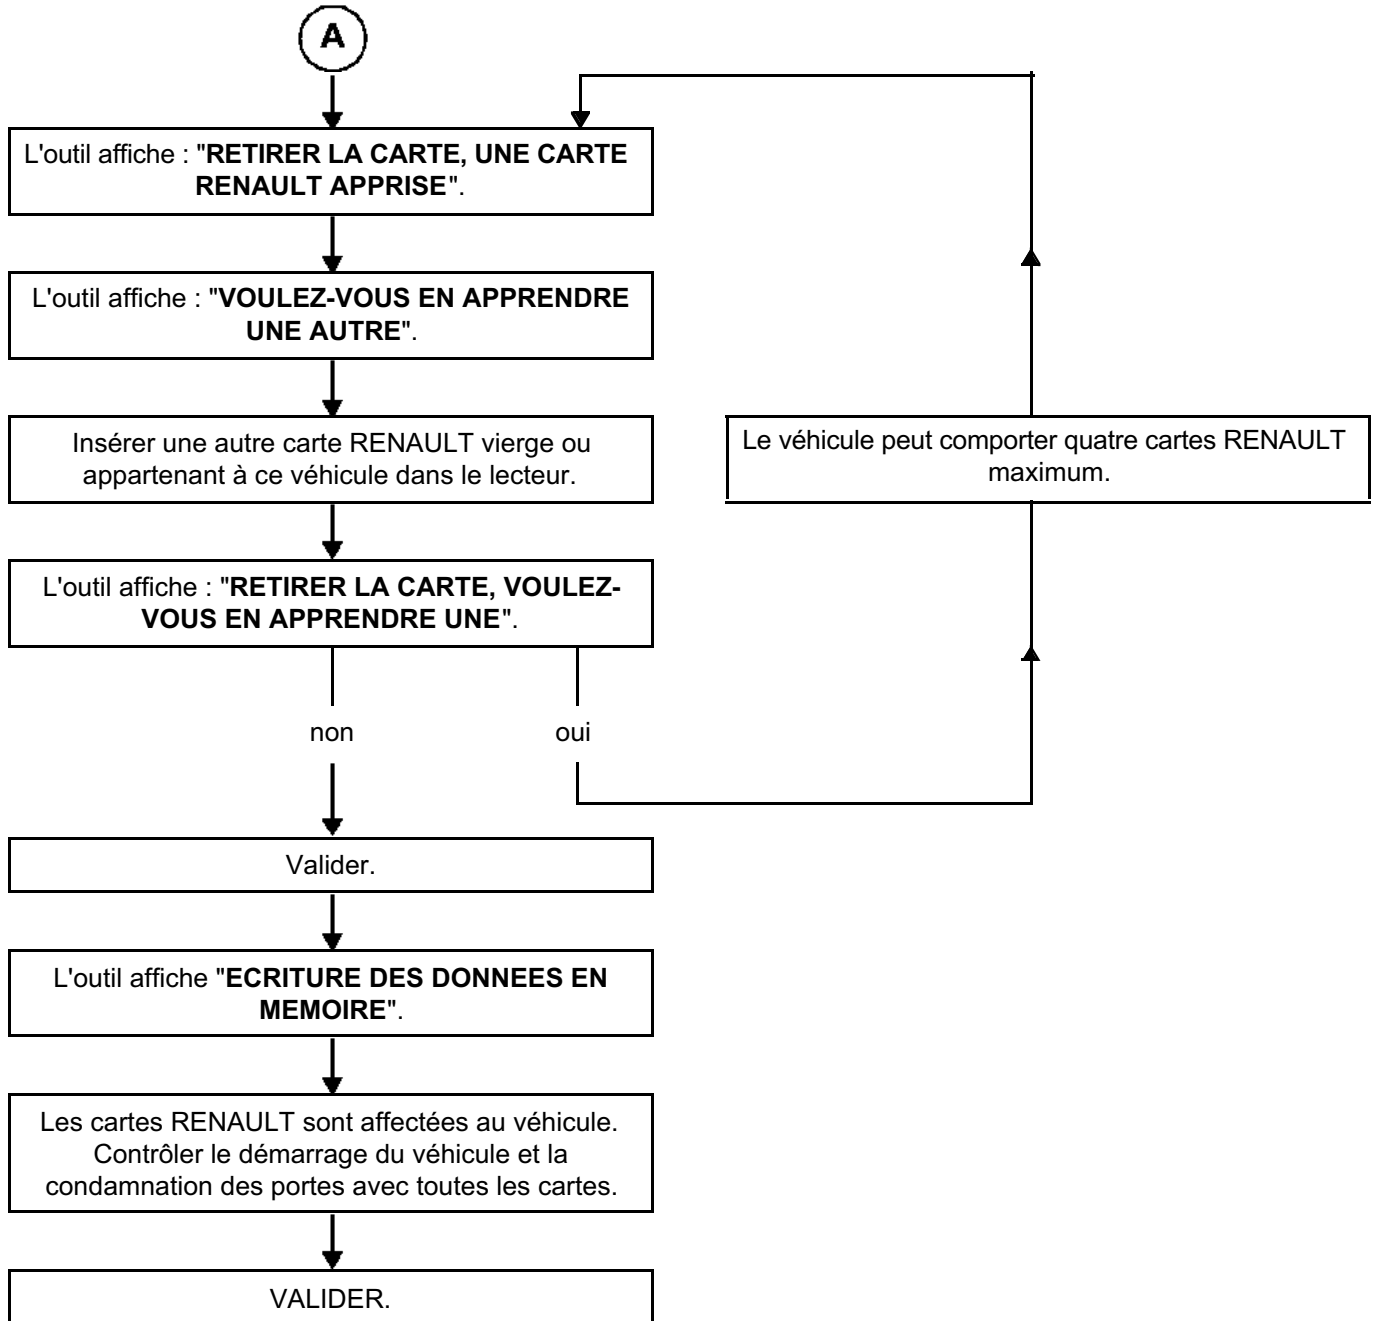 A
L'outil affiche : "RETIRER LA CARTE, UNE CARTE
RENAULT APPRISE".
L'outil affiche : "VOULEZ-VOUS EN APPRENDRE
UNE AUTRE".
Insérer une autre carte RENAULT vierge ou
appartenant à ce véhicule dans le lecteur.
Le véhicule peut comporter quatre cartes RENAULT
maximum.
L'outil affiche : "RETIRER LA CARTE, VOULEZ-
VOUS EN APPRENDRE UNE".
non
oui
Valider.
L'outil affiche "ECRITURE DES DONNEES EN
MEMOIRE".
Les cartes RENAULT sont affectées au véhicule.
Contrôler le démarrage du véhicule et la
condamnation des portes avec toutes les cartes.
VALIDER.